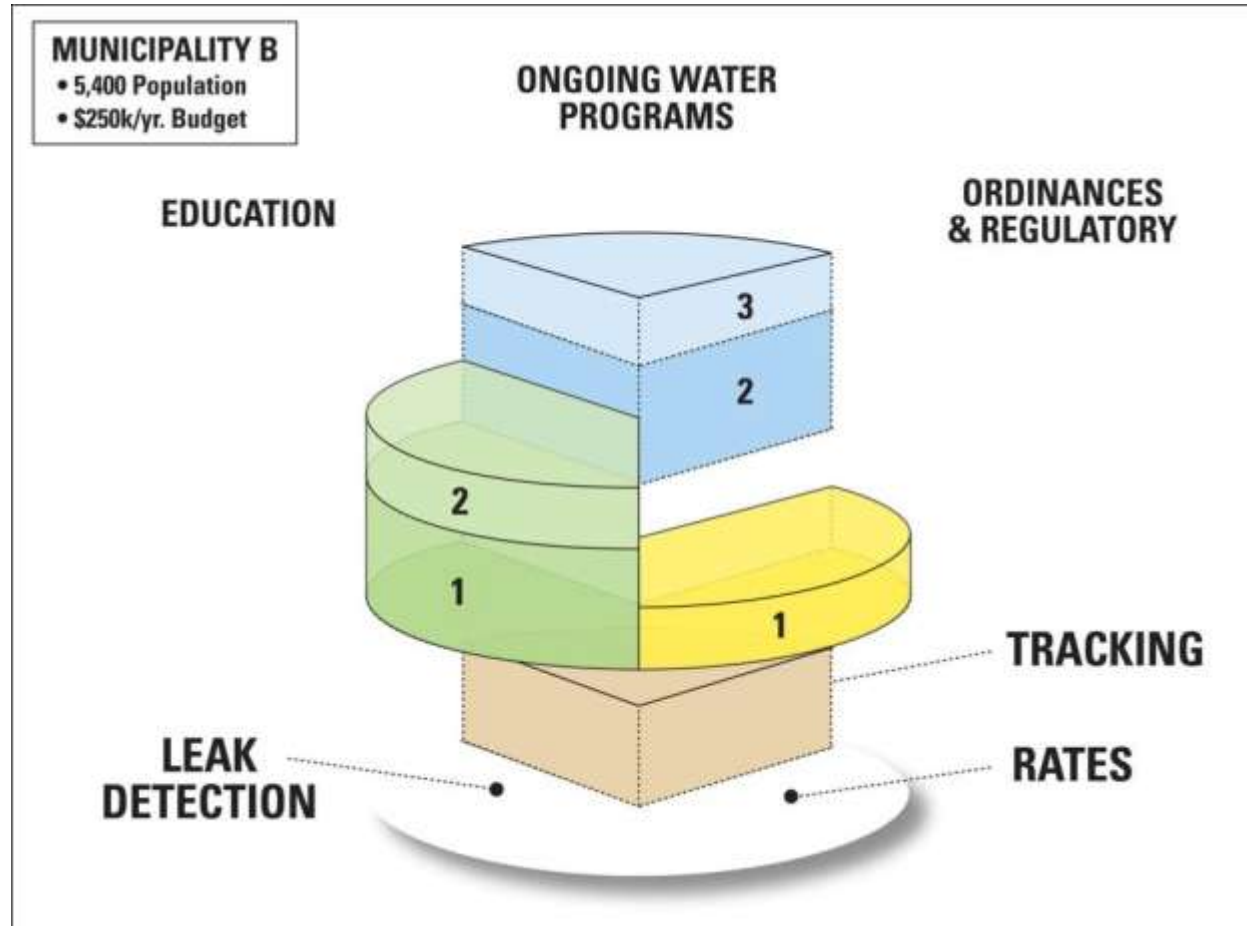 MUNICIPALITY B
• 5,400 Population
• $250k/yr. Budget
ONGOING WATER
PROGRAMS
EDUCATION
ORDINANCES
& REGULATORY
3
2
2
1
1
TRACKING
LEAK
DETECTION
RATES